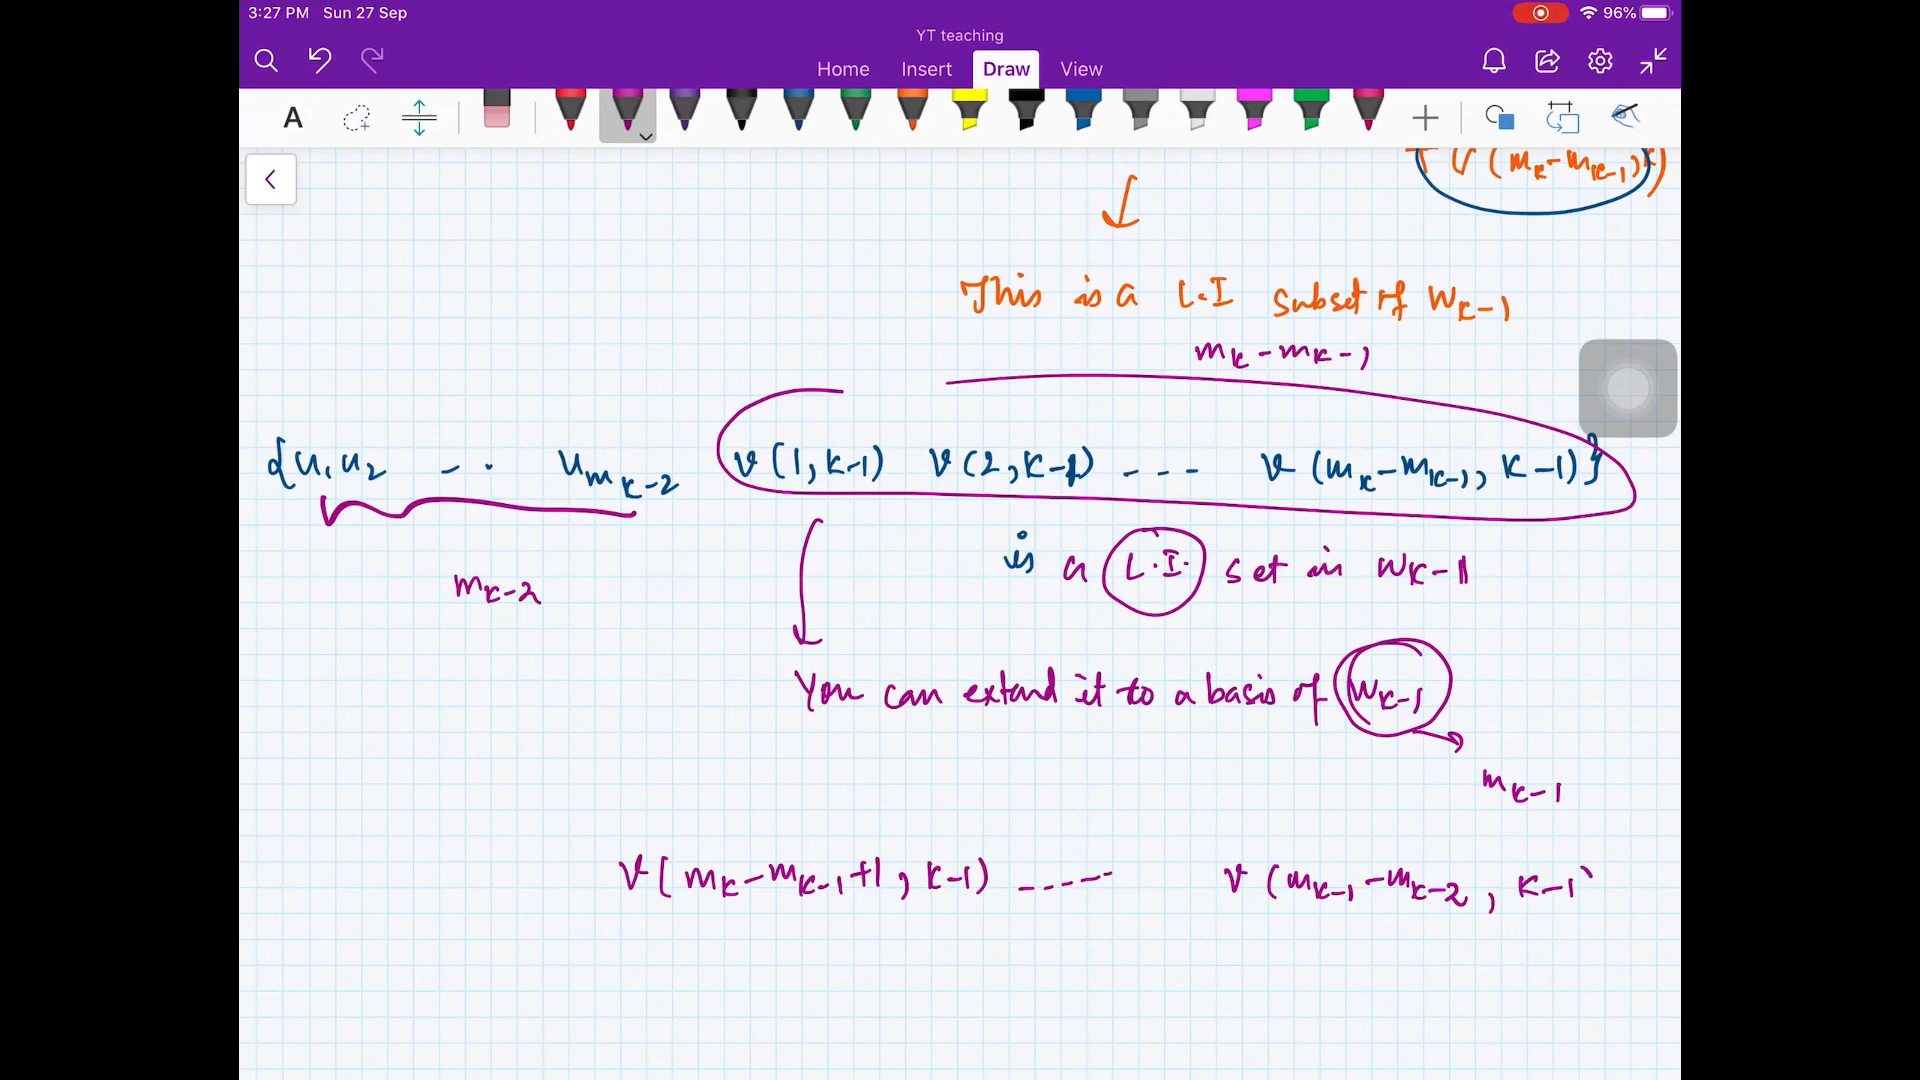 3:27 PM Sun 27 Sep 96%
YT teaching
Home Insert Draw View
A
v (m_k - m_{k-1})
This is a L.I subset of W_{k-1}
m_k - m_{k-1}
{u_1 u_2 - . u_{m_{k-2}} v(1, k-1) v(2, k-1) - - - v (m_k - m_{k-1}, k-1)}
is a L.I. set in W_{k-1}
m_{k-2}
You can extend it to a basis of W_{k-1}
m_{k-1}
v( m_k - m_{k-1} +1 , k-1) ------ v (m_{k-1} - m_{k-2} , k-1)